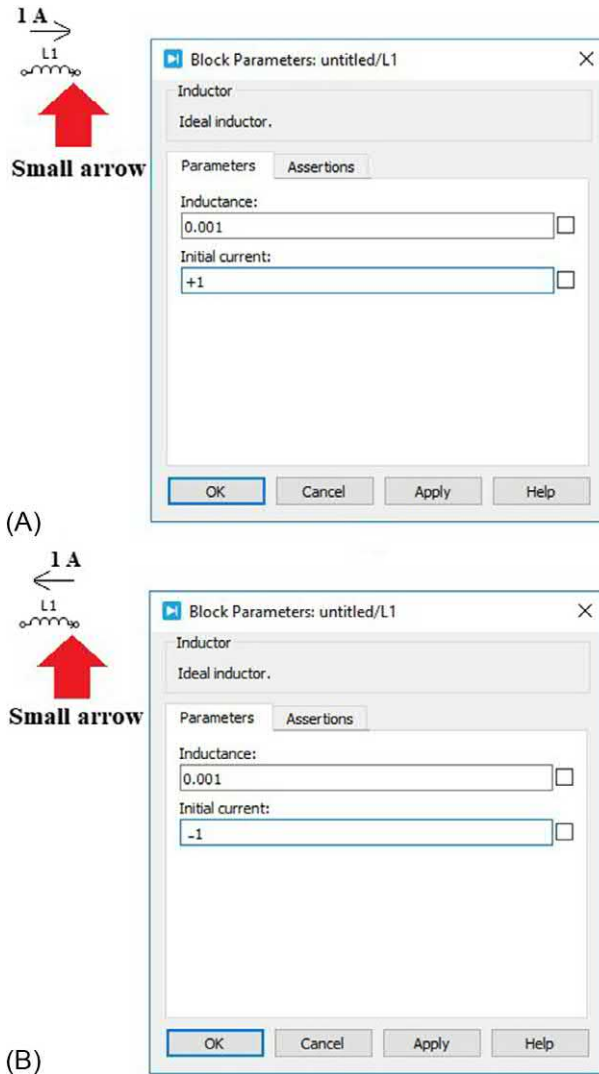 1 A
L1
Small arrow
Block Parameters: untitled/L1
Inductor
Ideal inductor.
Parameters
Assertions
Inductance:
0.001
Initial current:
+1
OK
Cancel
Apply
Help
(A)
1 A
L1
Small arrow
Block Parameters: untitled/L1
Inductor
Ideal inductor.
Parameters
Assertions
Inductance:
0.001
Initial current:
-1
OK
Cancel
Apply
Help
(B)